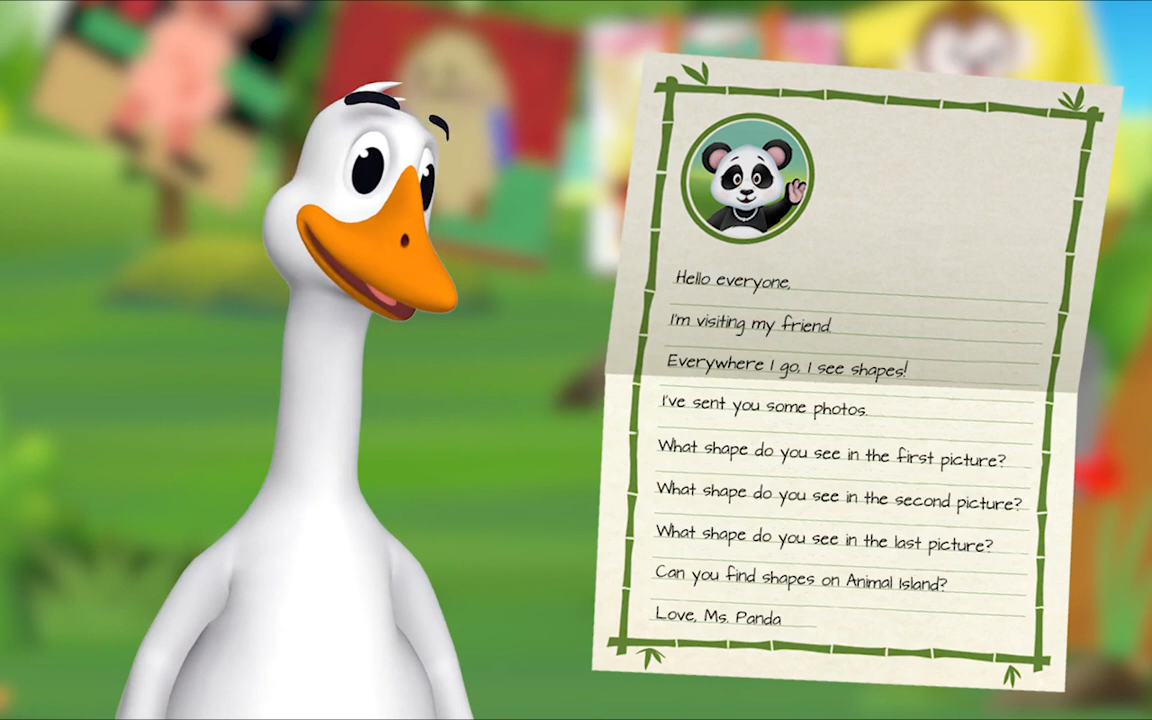 Hello everyone,
I'm visiting my friend.
Everywhere I go, I see shapes!
I've sent you some photos.
What shape do you see in the first picture?
What shape do you see in the second picture?
What shape do you see in the last picture?
Can you find shapes on Animal Island?
Love, Ms. Panda